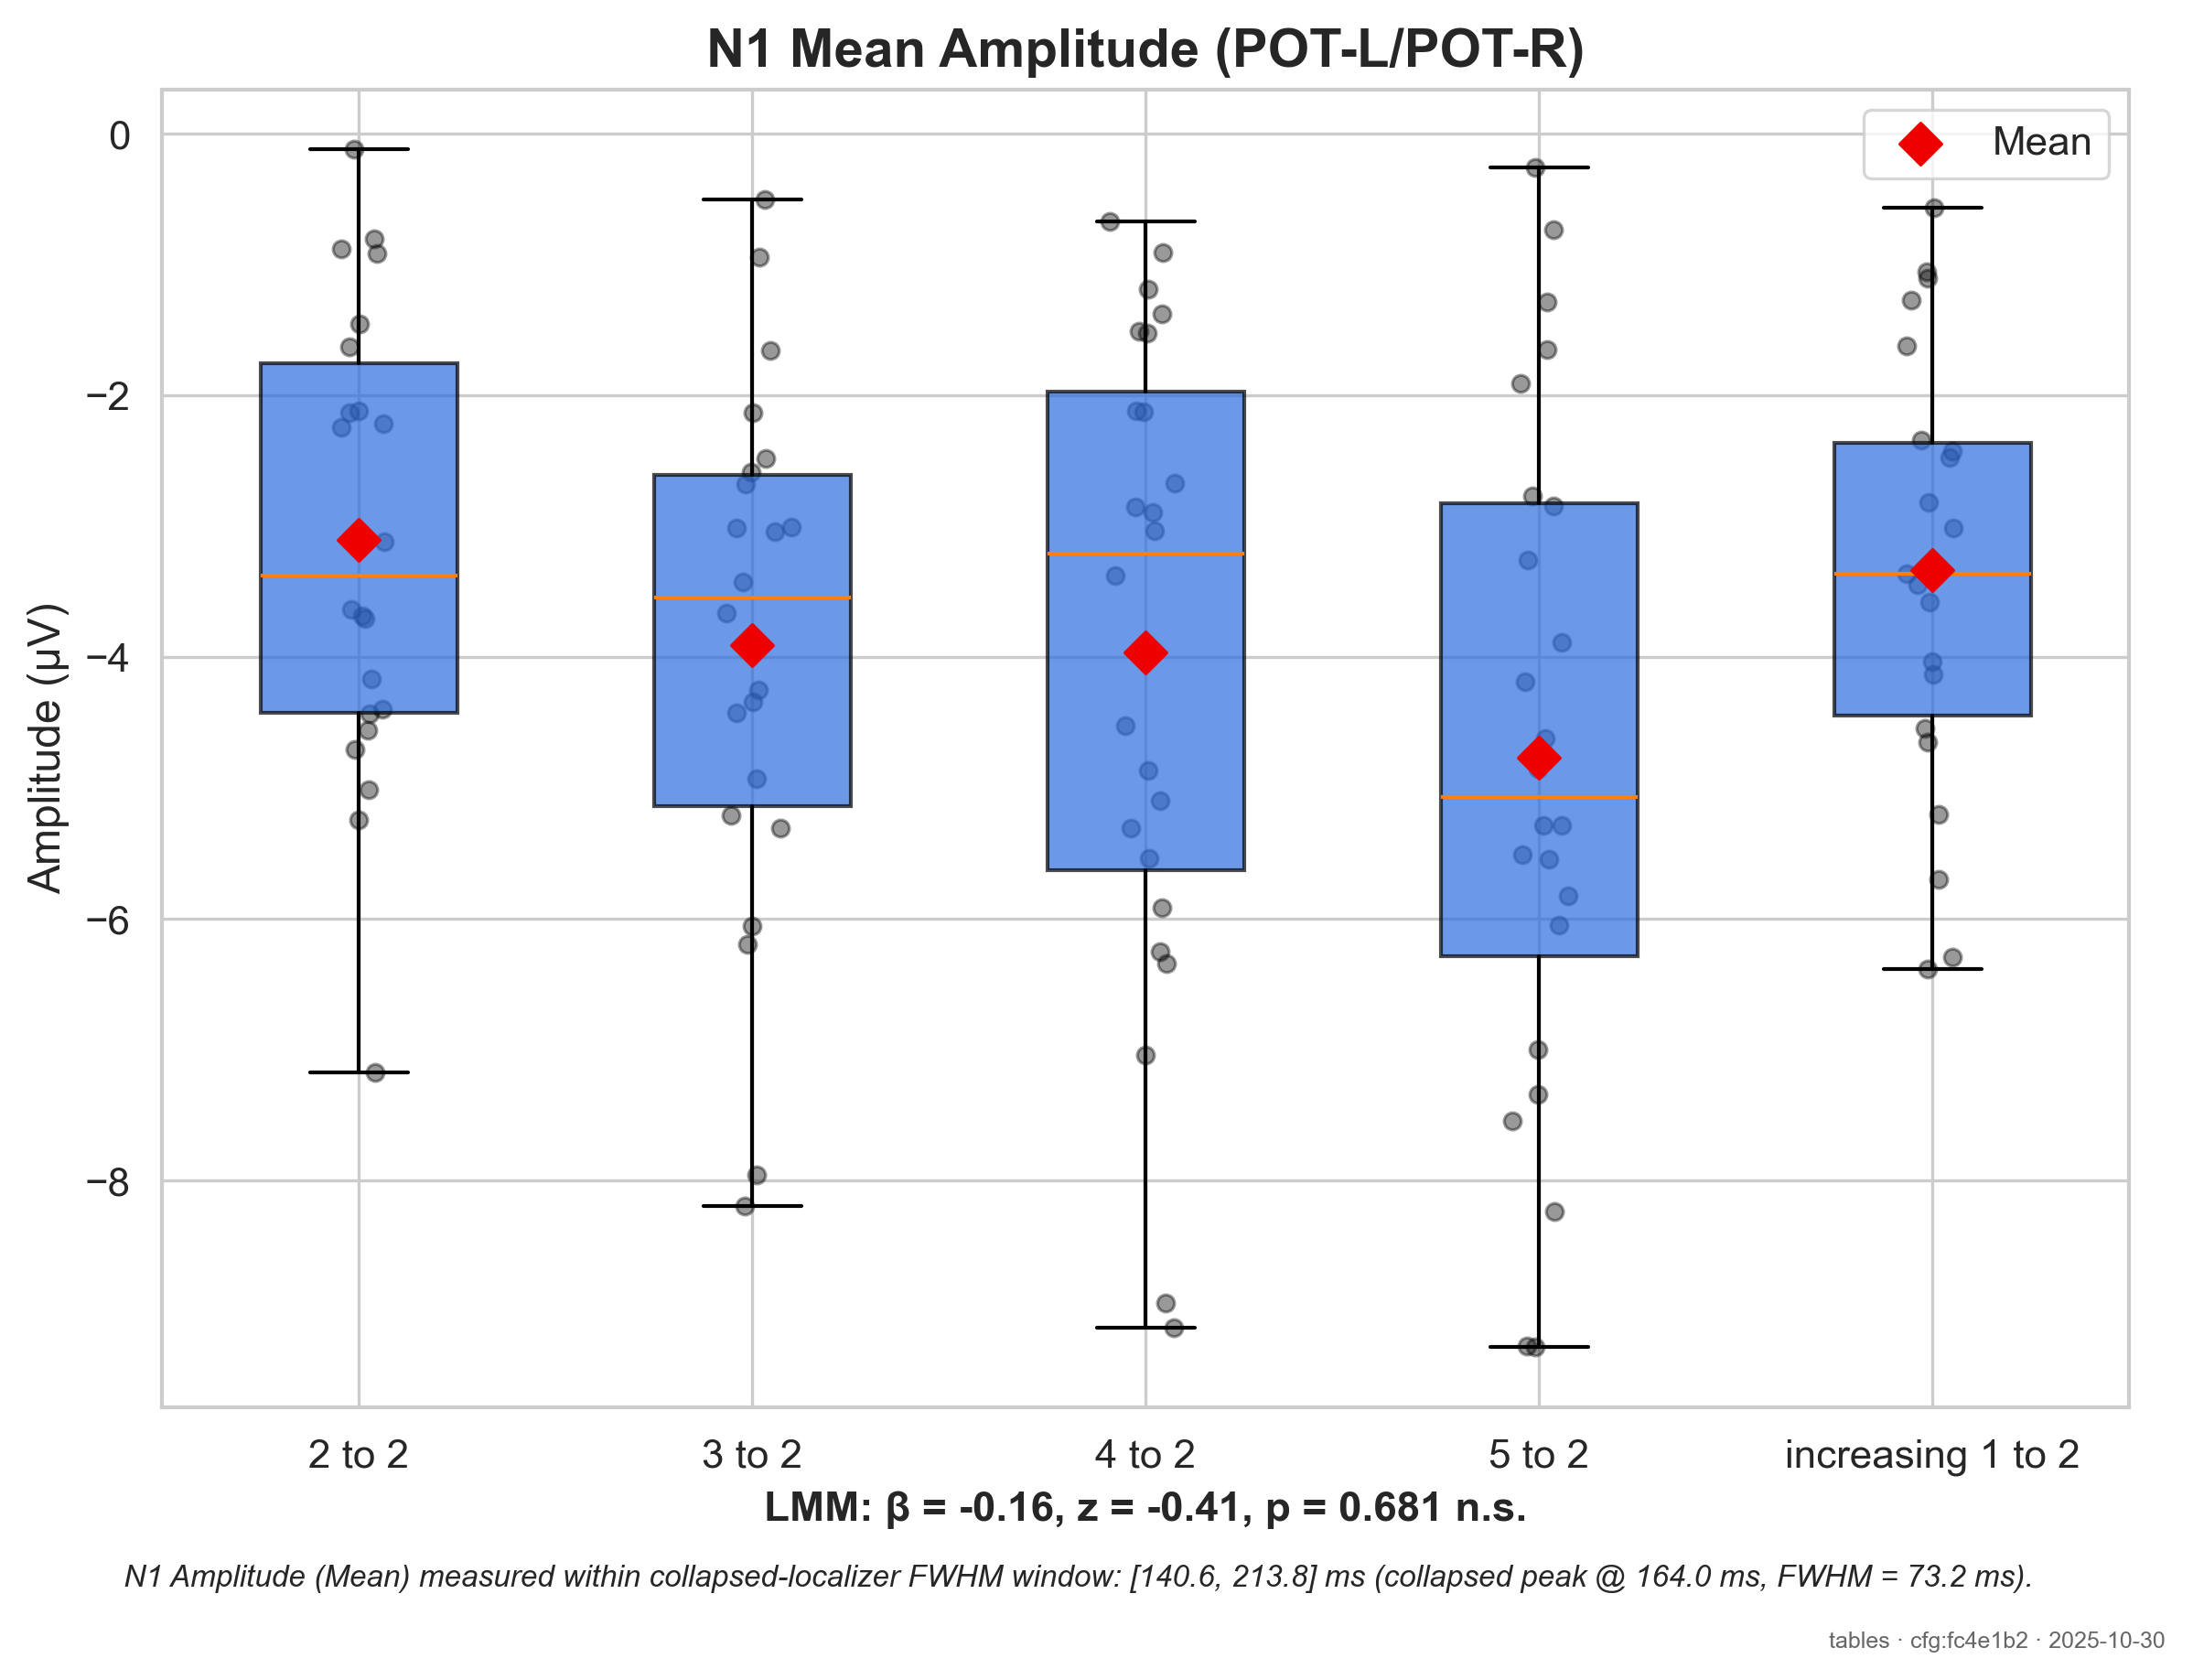 N1 Mean Amplitude (POT-L/POT-R)
Mean
Amplitude (µV)
0
−2
−4
−6
−8
2 to 2
3 to 2
4 to 2
5 to 2
increasing 1 to 2
LMM: β = -0.16, z = -0.41, p = 0.681 n.s.
N1 Amplitude (Mean) measured within collapsed-localizer FWHM window: [140.6, 213.8] ms (collapsed peak @ 164.0 ms, FWHM = 73.2 ms).
tables · cfg:fc4e1b2 · 2025-10-30